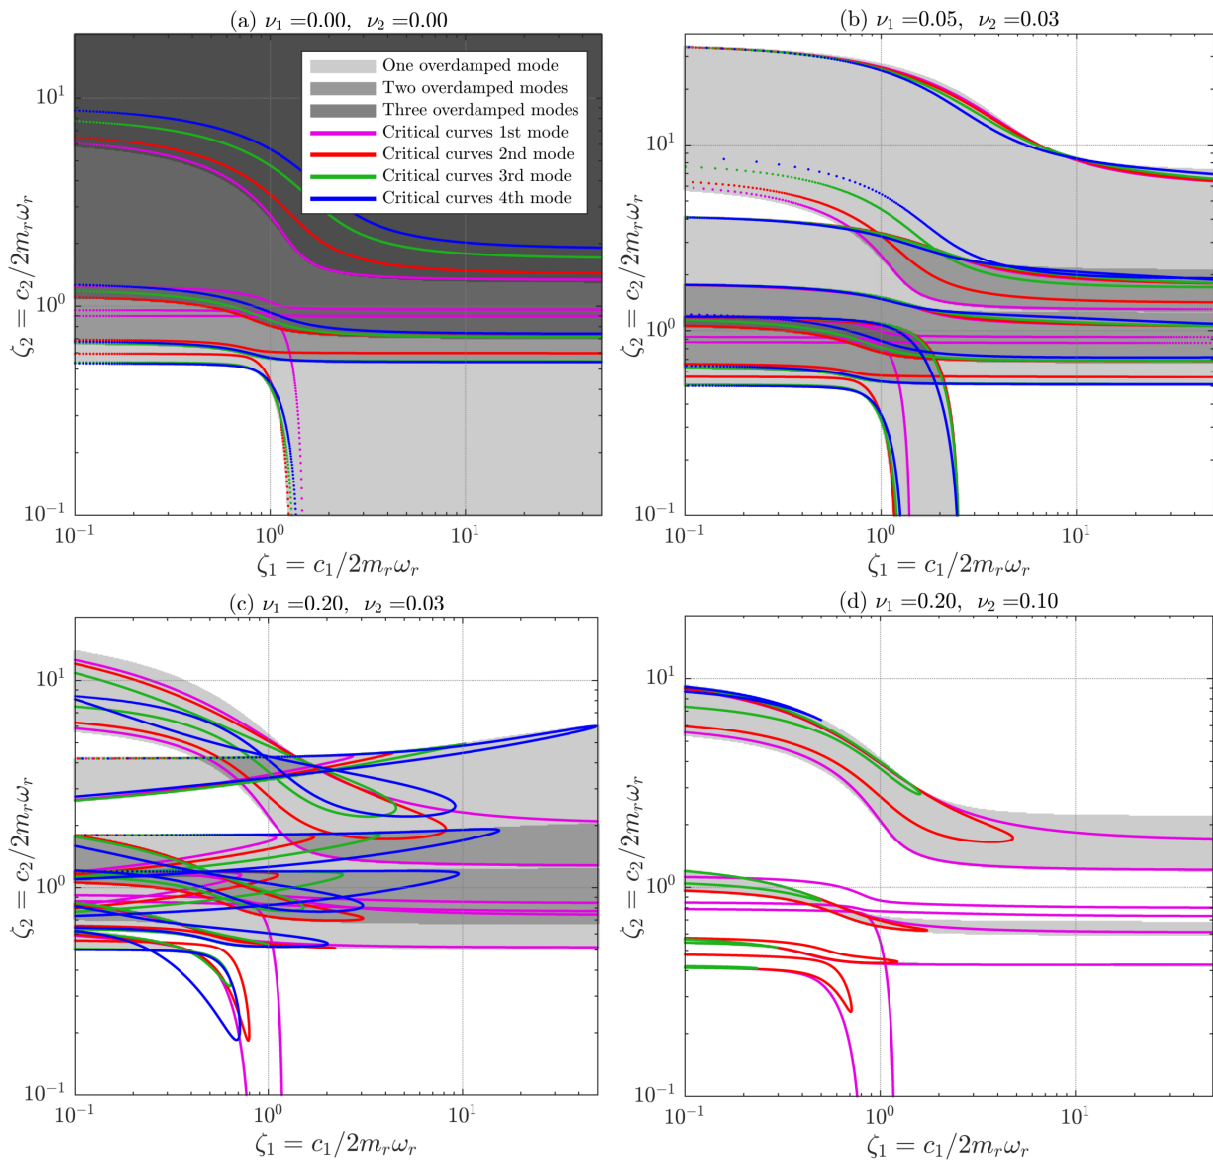 (a) ν₁ =0.00, ν₂ =0.00
One overdamped mode
Two overdamped modes
Three overdamped modes
Critical curves 1st mode
Critical curves 2nd mode
Critical curves 3rd mode
Critical curves 4th mode
10¹
10⁰
10⁻¹
ζ₂ = c₂/2mᵣωᵣ
10⁻¹
10⁰
10¹
ζ₁ = c₁/2mᵣωᵣ
(b) ν₁ =0.05, ν₂ =0.03
10¹
10⁰
10⁻¹
ζ₂ = c₂/2mᵣωᵣ
10⁻¹
10⁰
10¹
ζ₁ = c₁/2mᵣωᵣ
(c) ν₁ =0.20, ν₂ =0.03
10¹
10⁰
10⁻¹
ζ₂ = c₂/2mᵣωᵣ
10⁻¹
10⁰
10¹
ζ₁ = c₁/2mᵣωᵣ
(d) ν₁ =0.20, ν₂ =0.10
10¹
10⁰
10⁻¹
ζ₂ = c₂/2mᵣωᵣ
10⁻¹
10⁰
10¹
ζ₁ = c₁/2mᵣωᵣ